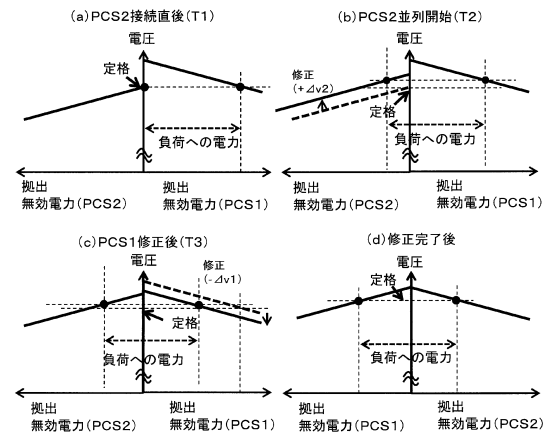 (a)PCS2接続直後(T1)
電圧
定格
負荷への電力
拠出
無効電力(PCS2)
拠出
無効電力(PCS1)
(b)PCS2並列開始(T2)
電圧
修正
(+⊿v2)
定格
負荷への電力
拠出
無効電力(PCS2)
拠出
無効電力(PCS1)
(c)PCS1修正後(T3)
電圧
修正
(-⊿v1)
定格
負荷への電力
拠出
無効電力(PCS2)
拠出
無効電力(PCS1)
(d)修正完了後
電圧
定格
負荷への電力
拠出
無効電力(PCS1)
拠出
無効電力(PCS2)